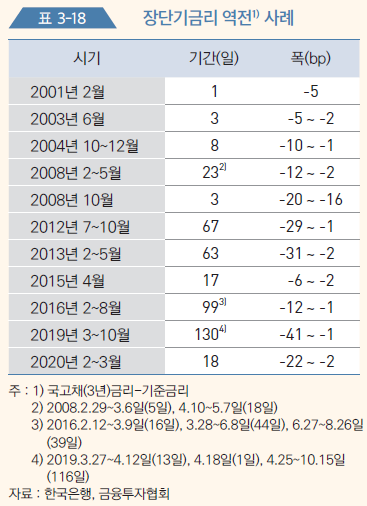 표 3-18 장단기금리 역전1) 사례
시기 기간(일) 폭(bp)
2001년 2월 1 -5
2003년 6월 3 -5 ~ -2
2004년 10~12월 8 -10 ~ -1
2008년 2~5월 232) -12 ~ -2
2008년 10월 3 -20 ~ -16
2012년 7~10월 67 -29 ~ -1
2013년 2~5월 63 -31 ~ -2
2015년 4월 17 -6 ~ -2
2016년 2~8월 993) -12 ~ -1
2019년 3~10월 1304) -41 ~ -1
2020년 2~3월 18 -22 ~ -2
주 : 1) 국고채(3년)금리-기준금리
2) 2008.2.29~3.6일(5일), 4.10~5.7일(18일)
3) 2016.2.12~3.9일(16일), 3.28~6.8일(44일), 6.27~8.26일
(39일)
4) 2019.3.27~4.12일(13일), 4.18일(1일), 4.25~10.15일
(116일)
자료 : 한국은행, 금융투자협회